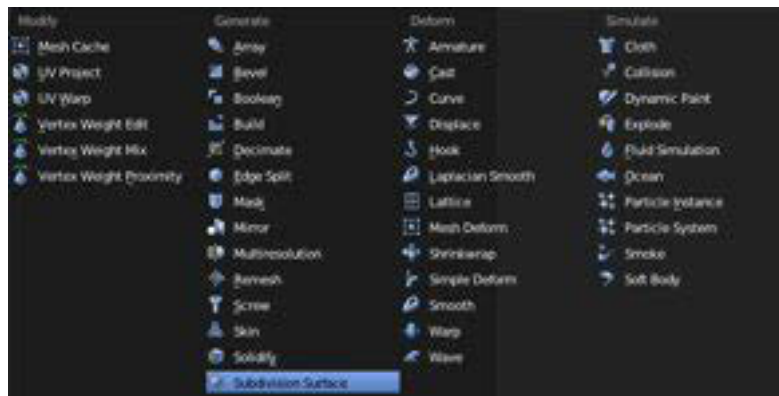 Modify
Mesh Cache
UV Project
UV Warp
Vertex Weight Edit
Vertex Weight Mix
Vertex Weight Proximity
Generate
Array
Bevel
Boolean
Build
Decimate
Edge Split
Mask
Mirror
Multiresolution
Remesh
Screw
Skin
Solidify
Subdivision Surface
Deform
Armature
Cast
Curve
Displace
Hook
Laplacian Smooth
Lattice
Mesh Deform
Shrinkwrap
Simple Deform
Smooth
Warp
Wave
Simulate
Cloth
Collision
Dynamic Paint
Explode
Fluid Simulation
Ocean
Particle Instance
Particle System
Smoke
Soft Body